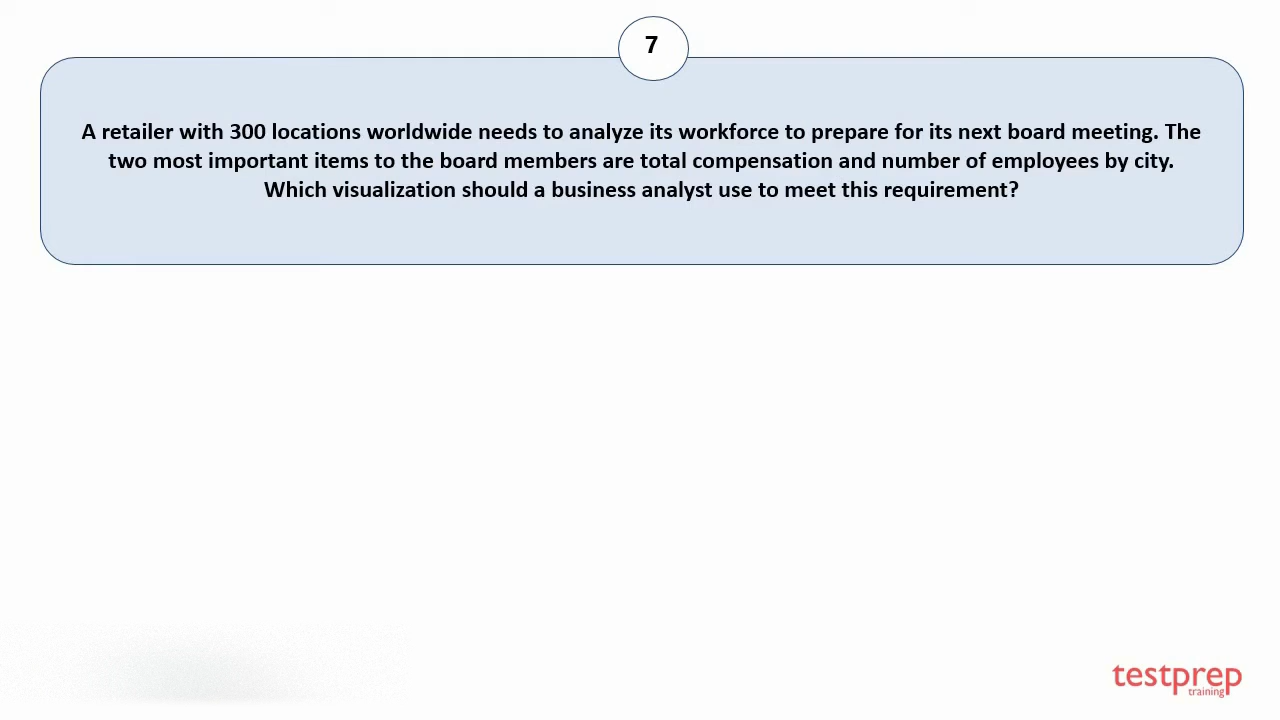 7
A retailer with 300 locations worldwide needs to analyze its workforce to prepare for its next board meeting. The
two most important items to the board members are total compensation and number of employees by city.
Which visualization should a business analyst use to meet this requirement?
testprep
training